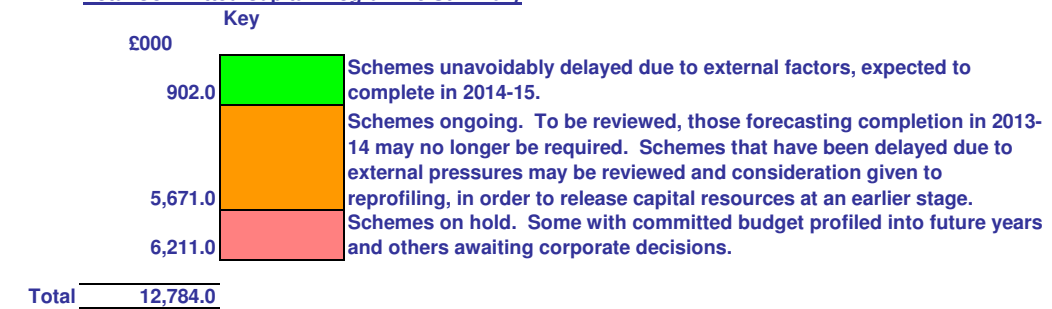 Key
£000
Schemes unavoidably delayed due to external factors, expected to
902.0 complete in 2014-15.
Schemes ongoing. To be reviewed, those forecasting completion in 2013-
14 may no longer be required. Schemes that have been delayed due to
external pressures may be reviewed and consideration given to
5,671.0 reprofiling, in order to release capital resources at an earlier stage.
Schemes on hold. Some with committed budget profiled into future years
6,211.0 and others awaiting corporate decisions.
Total 12,784.0